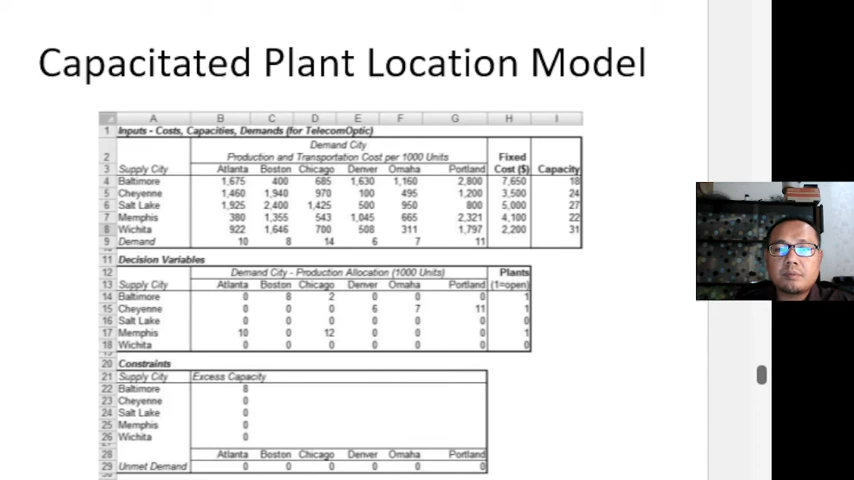 Capacitated Plant Location Model
A B C D E F G H I
1 Inputs - Costs, Capacities, Demands (for TelecomOptic)
Demand City
2 Production and Transportation Cost per 1000 Units Fixed
3 Supply City Atlanta Boston Chicago Denver Omaha Portland Cost ($) Capacity
4 Baltimore 1,675 400 685 1,630 1,160 2,800 7,650 18
5 Cheyenne 1,460 1,940 970 100 495 1,200 3,500 24
6 Salt Lake 1,925 2,400 1,425 500 950 800 5,000 27
7 Memphis 380 1,355 543 1,045 665 2,321 4,100 22
8 Wichita 922 1,646 700 508 311 1,797 2,200 31
9 Demand 10 8 14 6 7 11
11 Decision Variables
12 Demand City - Production Allocation (1000 Units) Plants
13 Supply City Atlanta Boston Chicago Denver Omaha Portland (1=open)
14 Baltimore 0 8 2 0 0 0 1
15 Cheyenne 0 0 0 6 7 11 1
16 Salt Lake 0 0 0 0 0 0 0
17 Memphis 10 0 12 0 0 0 1
18 Wichita 0 0 0 0 0 0 0
20 Constraints
21 Supply City Excess Capacity
22 Baltimore 8
23 Cheyenne 0
24 Salt Lake 0
25 Memphis 0
26 Wichita 0
28 Atlanta Boston Chicago Denver Omaha Portland
29 Unmet Demand 0 0 0 0 0 0